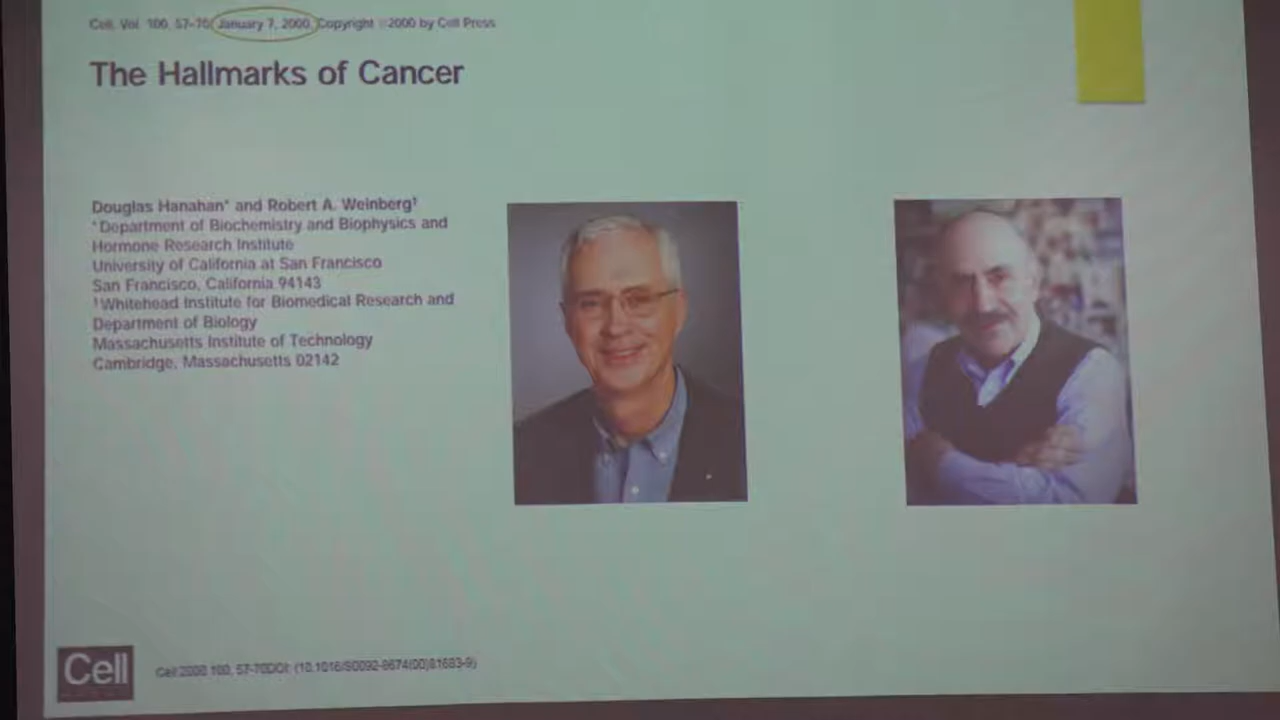 Cell, Vol. 100, 57–70, January 7, 2000, Copyright ©2000 by Cell Press
The Hallmarks of Cancer
Douglas Hanahan* and Robert A. Weinberg†
*Department of Biochemistry and Biophysics and
Hormone Research Institute
University of California at San Francisco
San Francisco, California 94143
†Whitehead Institute for Biomedical Research and
Department of Biology
Massachusetts Institute of Technology
Cambridge, Massachusetts 02142
Cell
Cell 2000 100, 57-70DOI: (10.1016/S0092-8674(00)81683-9)